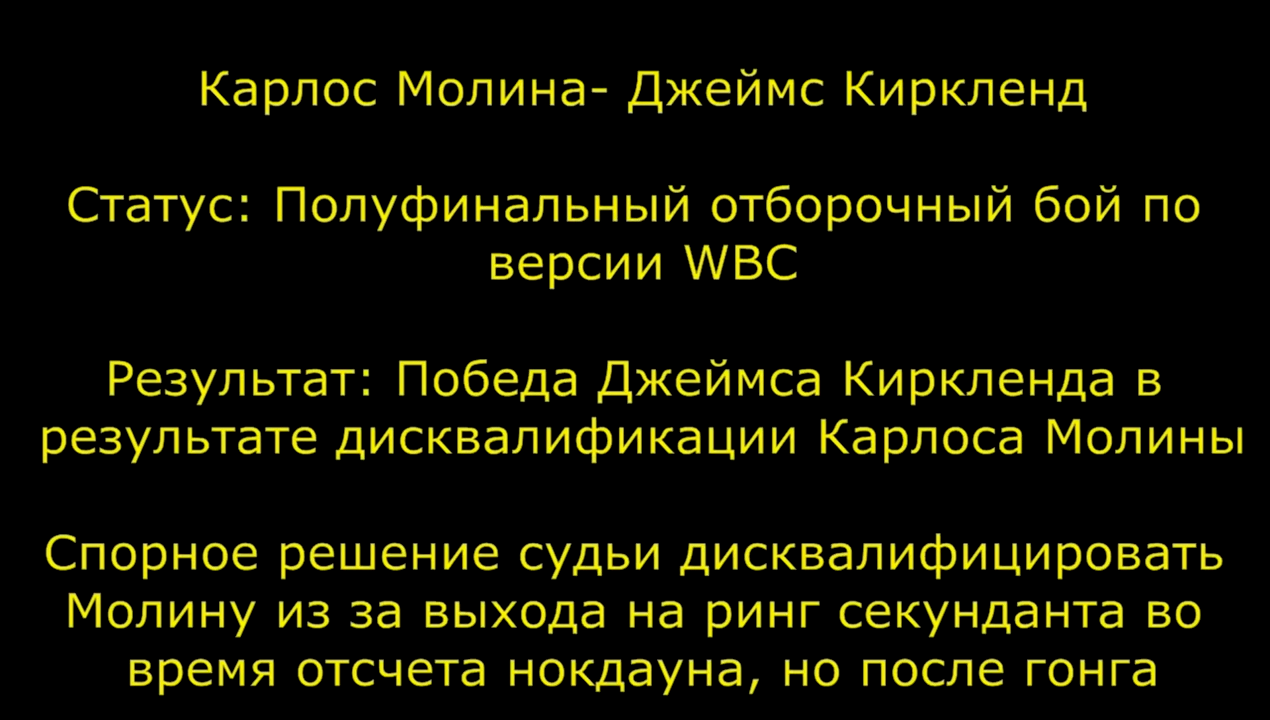 Карлос Молина- Джеймс Киркленд
Статус: Полуфинальный отборочный бой по
версии WBC
Результат: Победа Джеймса Киркленда в
результате дисквалификации Карлоса Молины
Спорное решение судьи дисквалифицировать
Молину из за выхода на ринг секунданта во
время отсчета нокдауна, но после гонга